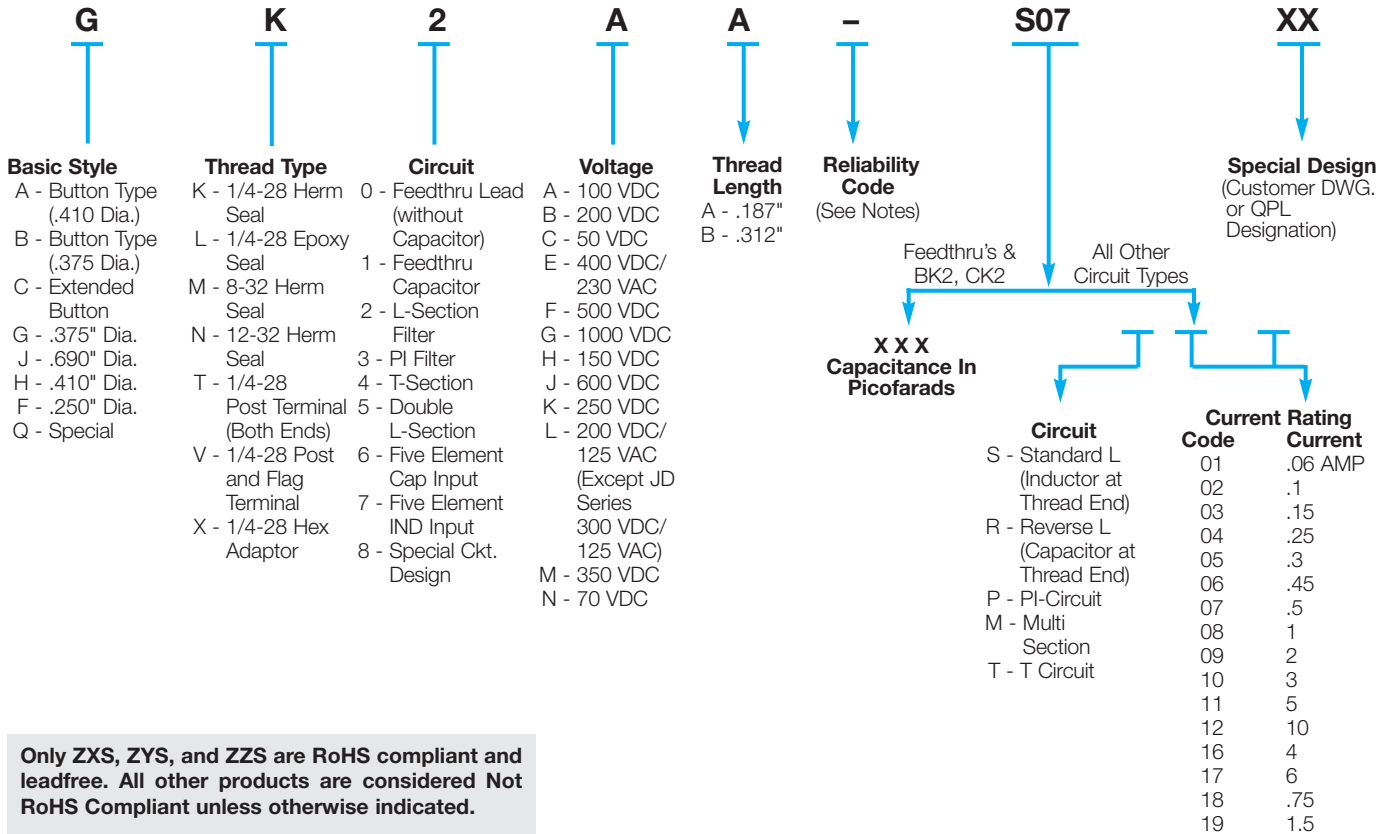 G K 2 A A – S07 XX
Basic Style
A - Button Type
(.410 Dia.)
B - Button Type
(.375 Dia.)
C - Extended
Button
G - .375" Dia.
J - .690" Dia.
H - .410" Dia.
F - .250" Dia.
Q - Special
Thread Type
K - 1/4-28 Herm
Seal
L - 1/4-28 Epoxy
Seal
M - 8-32 Herm
Seal
N - 12-32 Herm
Seal
T - 1/4-28
Post Terminal
(Both Ends)
V - 1/4-28 Post
and Flag
Terminal
X - 1/4-28 Hex
Adaptor
Circuit
0 - Feedthru Lead
(without
Capacitor)
1 - Feedthru
Capacitor
2 - L-Section
Filter
3 - PI Filter
4 - T-Section
5 - Double
L-Section
6 - Five Element
Cap Input
7 - Five Element
IND Input
8 - Special Ckt.
Design
Voltage
A - 100 VDC
B - 200 VDC
C - 50 VDC
E - 400 VDC/
230 VAC
F - 500 VDC
G - 1000 VDC
H - 150 VDC
J - 600 VDC
K - 250 VDC
L - 200 VDC/
125 VAC
(Except JD
Series
300 VDC/
125 VAC)
M - 350 VDC
N - 70 VDC
Thread
Length
A - .187"
B - .312"
Reliability
Code
(See Notes)
Feedthru's &
BK2, CK2
All Other
Circuit Types
X X X
Capacitance In
Picofarads
Circuit
S - Standard L
(Inductor at
Thread End)
R - Reverse L
(Capacitor at
Thread End)
P - PI-Circuit
M - Multi
Section
T - T Circuit
Current Rating
Code Current
01 .06 AMP
02 .1
03 .15
04 .25
05 .3
06 .45
07 .5
08 1
09 2
10 3
11 5
12 10
16 4
17 6
18 .75
19 1.5
Special Design
(Customer DWG.
or QPL
Designation)
Only ZXS, ZYS, and ZZS are RoHS compliant and
leadfree. All other products are considered Not
RoHS Compliant unless otherwise indicated.